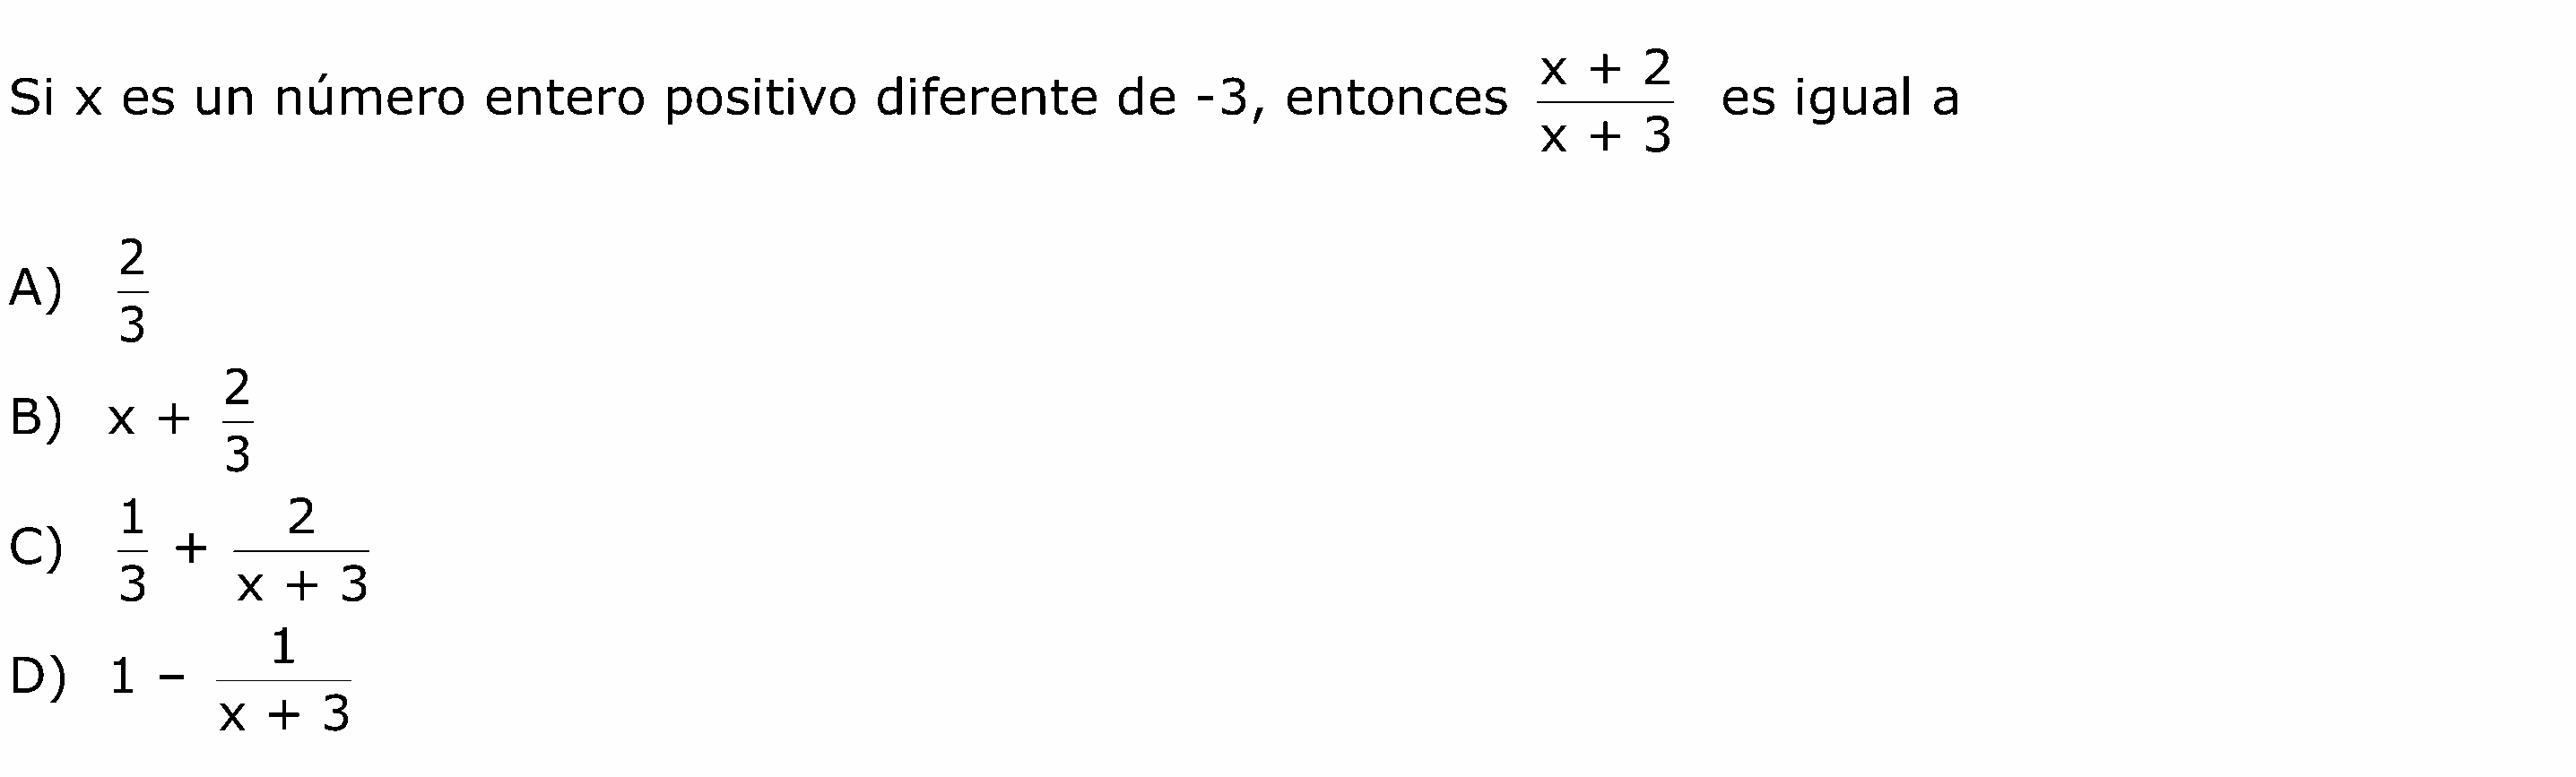 Si x es un número entero positivo diferente de -3, entonces \frac{x + 2}{x + 3} es igual a
A) \frac{2}{3}
B) x + \frac{2}{3}
C) \frac{1}{3} + \frac{2}{x + 3}
D) 1 – \frac{1}{x + 3}